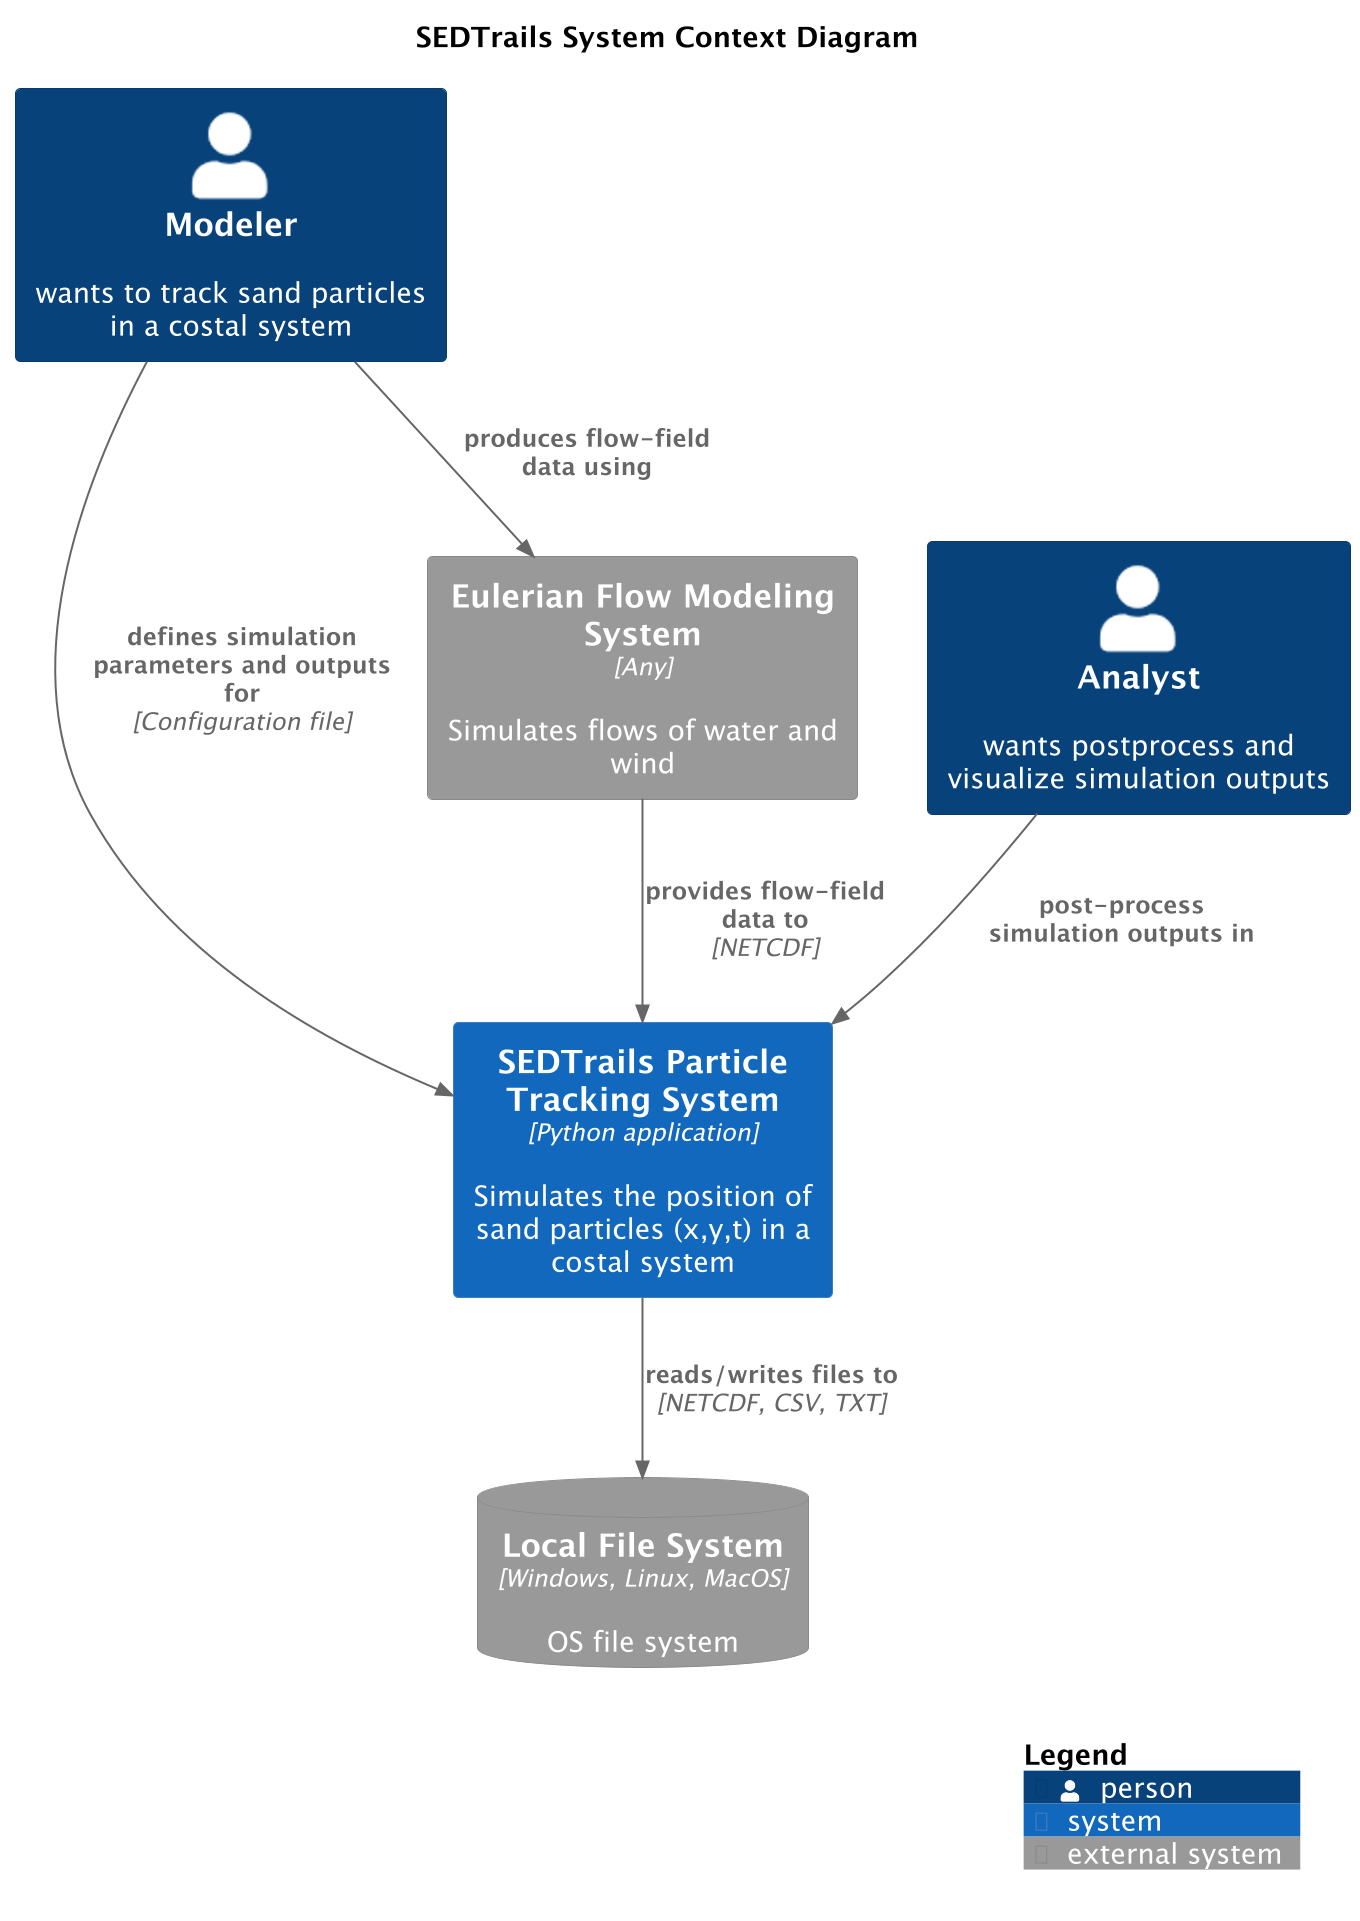 SEDTrails System Context Diagram
Modeler
wants to track sand particles
in a costal system
produces flow-field
data using
Eulerian Flow Modeling
System
[Any]
Simulates flows of water and
wind
Analyst
wants postprocess and
visualize simulation outputs
defines simulation
parameters and outputs
for
[Configuration file]
provides flow-field
data to
[NETCDF]
post-process
simulation outputs in
SEDTrails Particle
Tracking System
[Python application]
Simulates the position of
sand particles (x,y,t) in a
costal system
reads/writes files to
[NETCDF, CSV, TXT]
Local File System
[Windows, Linux, MacOS]
OS file system
Legend
person
system
external system